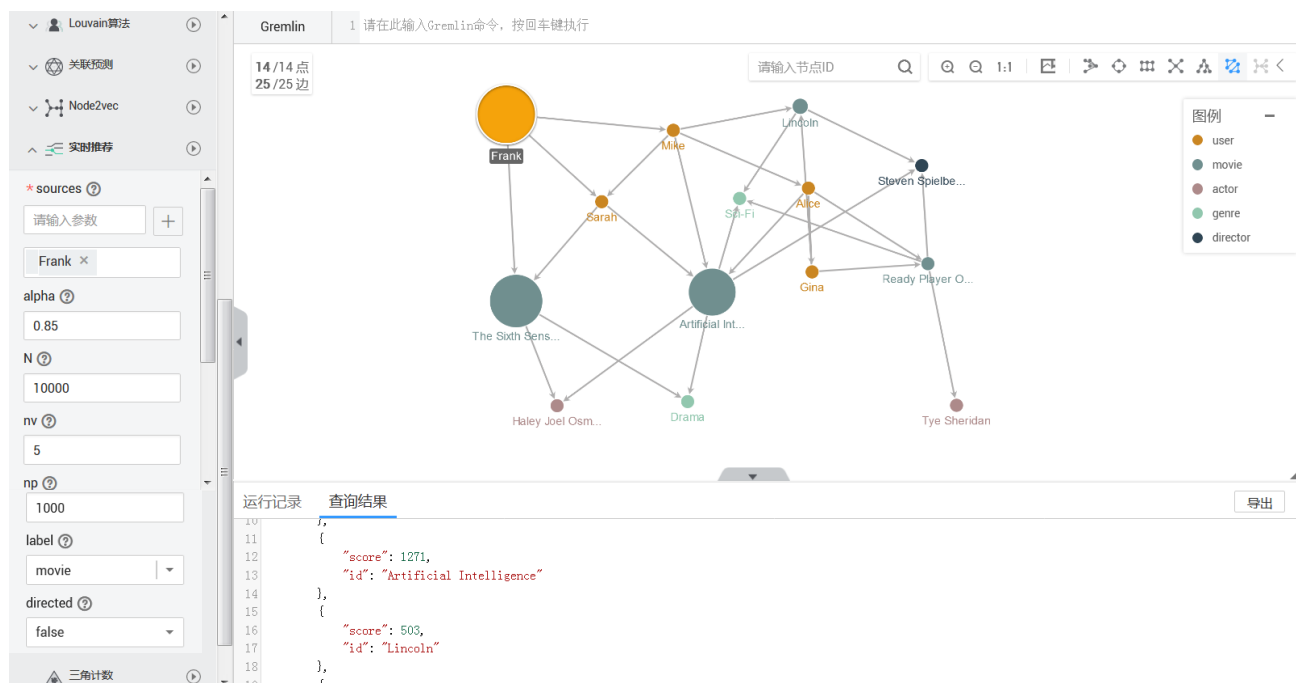 Louvain算法
关联预测
Node2vec
实时推荐
* sources ?
请输入参数 +
Frank ×
alpha ?
0.85
N ?
10000
nv ?
5
np ?
1000
label ?
movie
directed ?
false
三角计数
Gremlin
1 请在此输入Gremlin命令，按回车键执行
14 /14 点
25 /25 边
请输入节点ID
1:1
图例
user
movie
actor
genre
director
Frank
Mike
Lincoln
Steven Spielbe...
Sarah
Sci-Fi
Alice
Gina
Ready Player O...
The Sixth Sens...
Artificial Int...
Haley Joel Osm...
Drama
Tye Sheridan
运行记录 查询结果
导出
10 },
11 {
12 "score": 1271,
13 "id": "Artificial Intelligence"
14 },
15 {
16 "score": 503,
17 "id": "Lincoln"
18 },